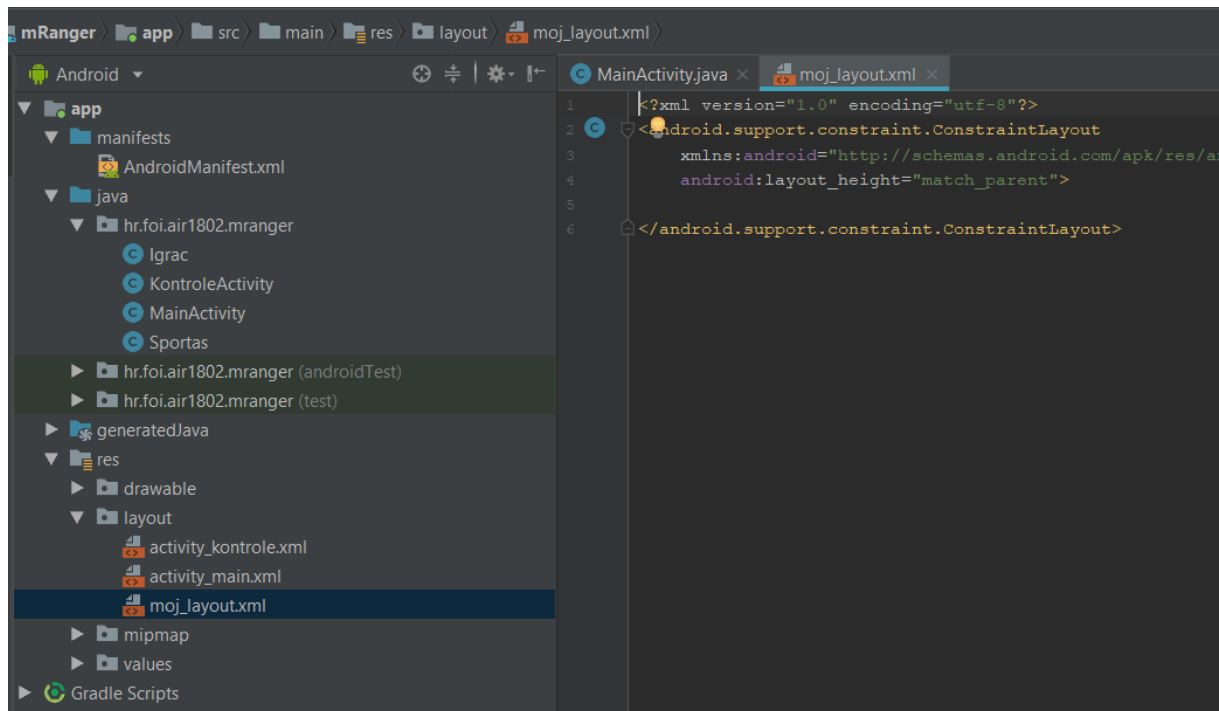 mRanger app src main res layout moj_layout.xml
Android
MainActivity.java moj_layout.xml
app
manifests
AndroidManifest.xml
java
hr.foi.air1802.mranger
Igrac
KontroleActivity
MainActivity
Sportas
hr.foi.air1802.mranger (androidTest)
hr.foi.air1802.mranger (test)
generatedJava
res
drawable
layout
activity_kontrole.xml
activity_main.xml
moj_layout.xml
mipmap
values
Gradle Scripts
1 <?xml version="1.0" encoding="utf-8"?>
2 <android.support.constraint.ConstraintLayout
3 xmlns:android="http://schemas.android.com/apk/res/
4 android:layout_height="match_parent">
5
6 </android.support.constraint.ConstraintLayout>